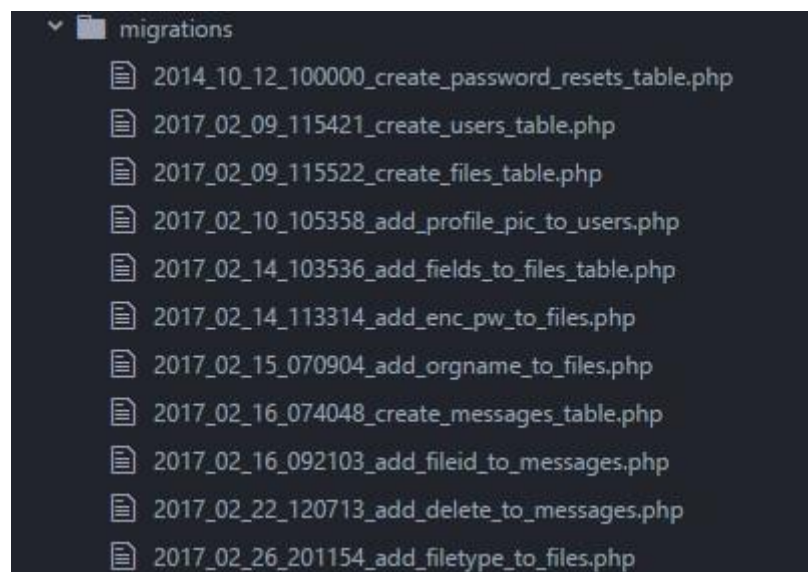 migrations
2014_10_12_100000_create_password_resets_table.php
2017_02_09_115421_create_users_table.php
2017_02_09_115522_create_files_table.php
2017_02_10_105358_add_profile_pic_to_users.php
2017_02_14_103536_add_fields_to_files_table.php
2017_02_14_113314_add_enc_pw_to_files.php
2017_02_15_070904_add_orgname_to_files.php
2017_02_16_074048_create_messages_table.php
2017_02_16_092103_add_fileid_to_messages.php
2017_02_22_120713_add_delete_to_messages.php
2017_02_26_201154_add_filetype_to_files.php